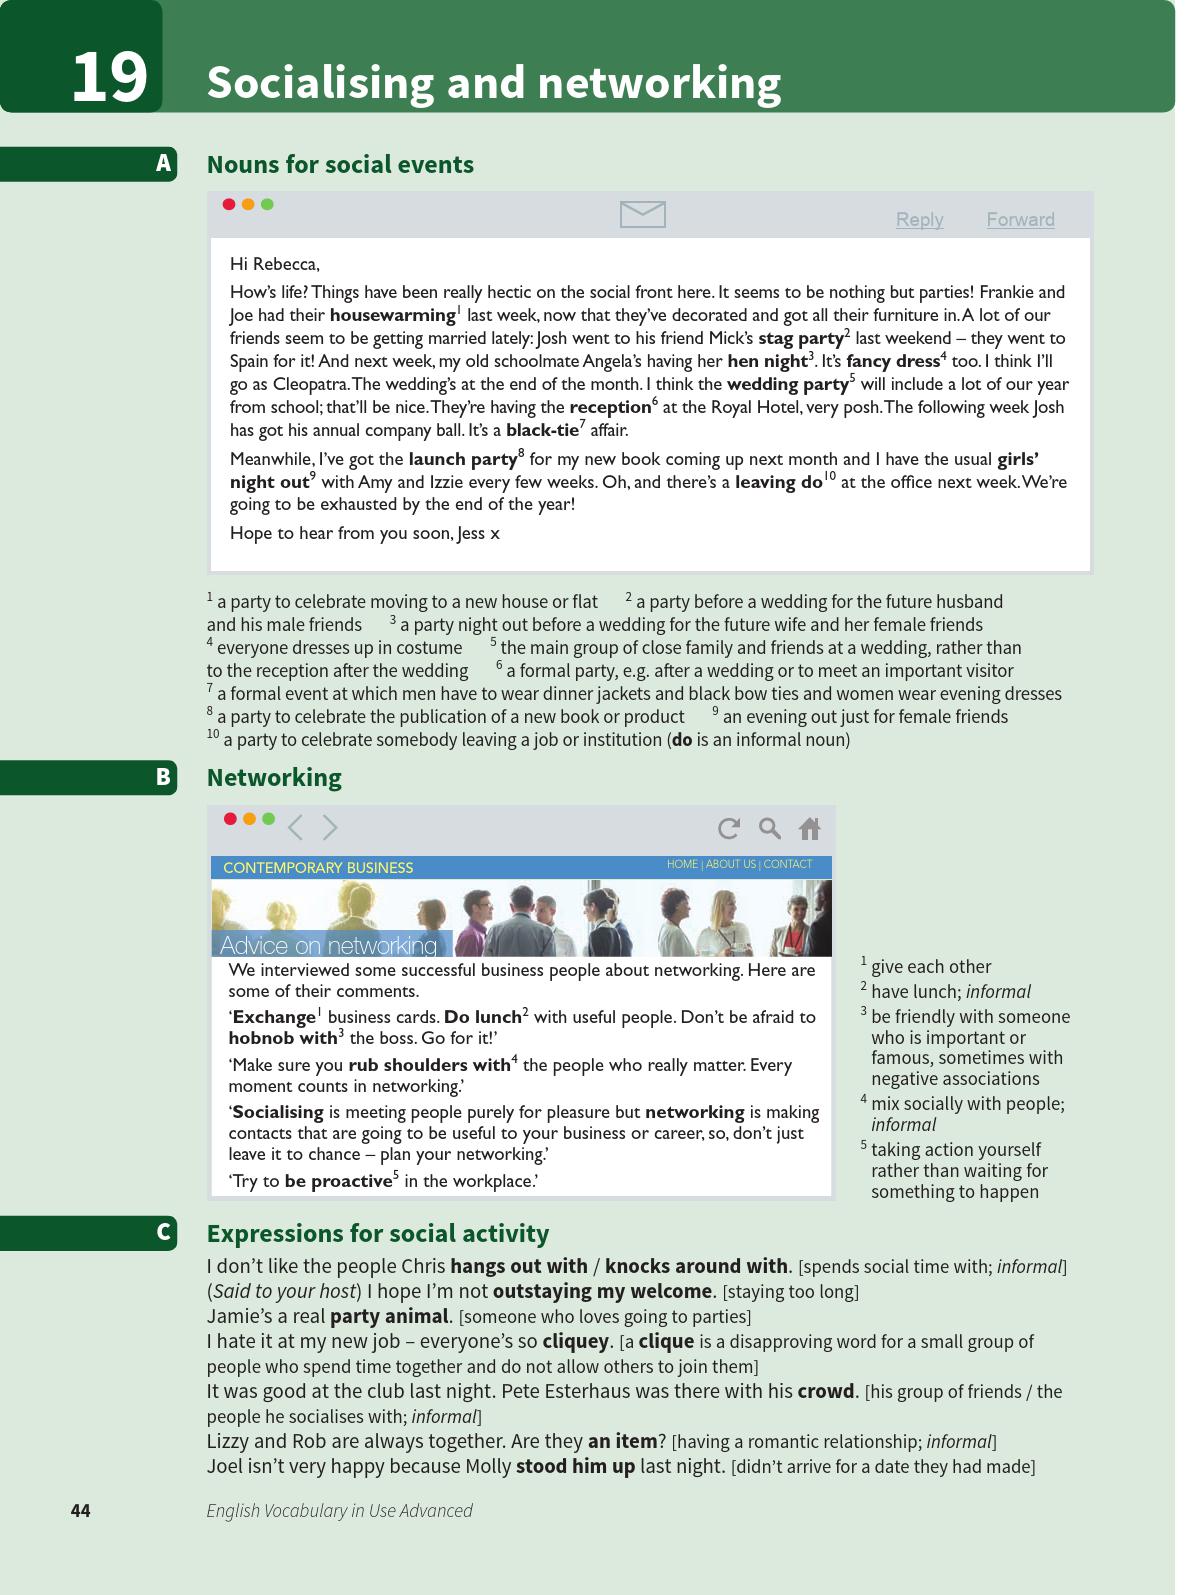 19
Socialising and networking
A
Nouns for social events
Reply Forward
Hi Rebecca,
How's life? Things have been really hectic on the social front here. It seems to be nothing but parties! Frankie and
Joe had their housewarming¹ last week, now that they've decorated and got all their furniture in. A lot of our
friends seem to be getting married lately: Josh went to his friend Mick's stag party² last weekend – they went to
Spain for it! And next week, my old schoolmate Angela's having her hen night³. It's fancy dress⁴ too. I think I'll
go as Cleopatra. The wedding's at the end of the month. I think the wedding party⁵ will include a lot of our year
from school; that'll be nice. They're having the reception⁶ at the Royal Hotel, very posh. The following week Josh
has got his annual company ball. It's a black-tie⁷ affair.
Meanwhile, I've got the launch party⁸ for my new book coming up next month and I have the usual girls'
night out⁹ with Amy and Izzie every few weeks. Oh, and there's a leaving do¹⁰ at the office next week. We're
going to be exhausted by the end of the year!
Hope to hear from you soon, Jess x
¹ a party to celebrate moving to a new house or flat ² a party before a wedding for the future husband
and his male friends ³ a party night out before a wedding for the future wife and her female friends
⁴ everyone dresses up in costume ⁵ the main group of close family and friends at a wedding, rather than
to the reception after the wedding ⁶ a formal party, e.g. after a wedding or to meet an important visitor
⁷ a formal event at which men have to wear dinner jackets and black bow ties and women wear evening dresses
⁸ a party to celebrate the publication of a new book or product ⁹ an evening out just for female friends
¹⁰ a party to celebrate somebody leaving a job or institution (do is an informal noun)
B
Networking
CONTEMPORARY BUSINESS
HOME | ABOUT US | CONTACT
Advice on networking
We interviewed some successful business people about networking. Here are
some of their comments.
'Exchange¹ business cards. Do lunch² with useful people. Don't be afraid to
hobnob with³ the boss. Go for it!'
'Make sure you rub shoulders with⁴ the people who really matter. Every
moment counts in networking.'
'Socialising is meeting people purely for pleasure but networking is making
contacts that are going to be useful to your business or career, so, don't just
leave it to chance – plan your networking.'
'Try to be proactive⁵ in the workplace.'
¹ give each other
² have lunch; informal
³ be friendly with someone
who is important or
famous, sometimes with
negative associations
⁴ mix socially with people;
informal
⁵ taking action yourself
rather than waiting for
something to happen
C
Expressions for social activity
I don't like the people Chris hangs out with / knocks around with. [spends social time with; informal]
(Said to your host) I hope I'm not outstaying my welcome. [staying too long]
Jamie's a real party animal. [someone who loves going to parties]
I hate it at my new job – everyone's so cliquey. [a clique is a disapproving word for a small group of
people who spend time together and do not allow others to join them]
It was good at the club last night. Pete Esterhaus was there with his crowd. [his group of friends / the
people he socialises with; informal]
Lizzy and Rob are always together. Are they an item? [having a romantic relationship; informal]
Joel isn't very happy because Molly stood him up last night. [didn't arrive for a date they had made]
44
English Vocabulary in Use Advanced